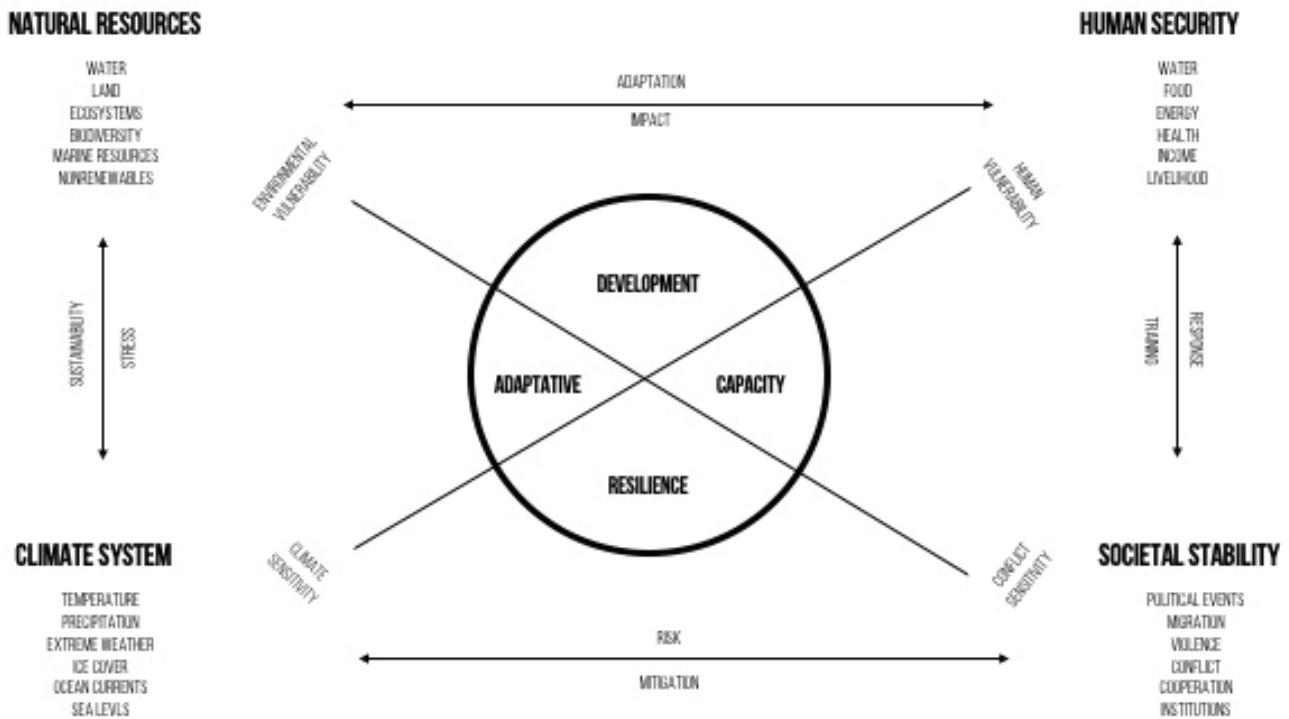 NATURAL RESOURCES
WATER
LAND
ECOSYSTEMS
BIODIVERSITY
MARINE RESOURCES
NONRENEWABLES
HUMAN SECURITY
WATER
FOOD
ENERGY
HEALTH
INCOME
LIVELIHOOD
ADAPTATION
IMPACT
ENVIRONMENTAL
VULNERABILITY
HUMAN
VULNERABILITY
SUSTAINABILITY
STRESS
DEVELOPMENT
ADAPTATIVE
CAPACITY
RESILIENCE
TRAINING
RESPONSE
CLIMATE
SENSITIVITY
CONFLICT
SENSITIVITY
CLIMATE SYSTEM
TEMPERATURE
PRECIPITATION
EXTREME WEATHER
ICE COVER
OCEAN CURRENTS
SEA LEVLS
RISK
MITIGATION
SOCIETAL STABILITY
POLITICAL EVENTS
MIGRATION
VIOLENCE
CONFLICT
COOPERATION
INSTITUTIONS